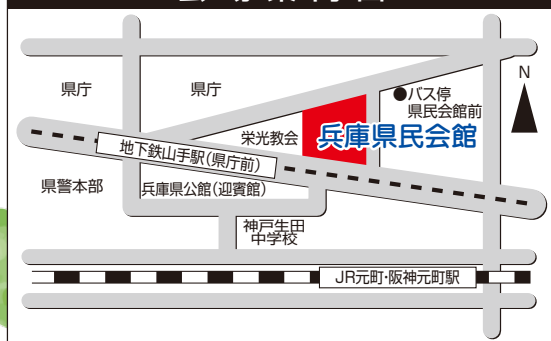 県庁
県庁
●バス停
県民会館前
N
栄光教会
兵庫県民会館
地下鉄山手駅(県庁前)
県警本部
兵庫県公館(迎賓館)
神戸生田
中学校
JR元町・阪神元町駅